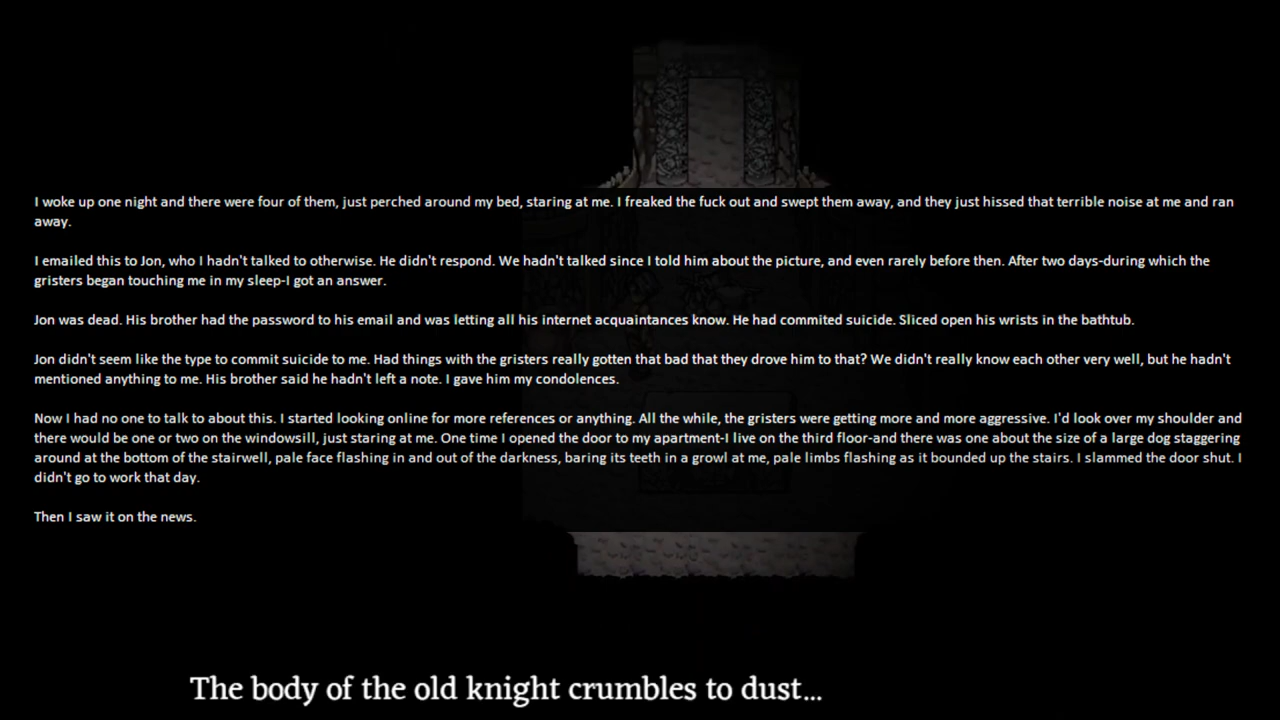 I woke up one night and there were four of them, just perched around my bed, staring at me. I freaked the fuck out and swept them away, and they just hissed that terrible noise at me and ran
away.
I emailed this to Jon, who I hadn't talked to otherwise. He didn't respond. We hadn't talked since I told him about the picture, and even rarely before then. After two days-during which the
gristers began touching me in my sleep-I got an answer.
Jon was dead. His brother had the password to his email and was letting all his internet acquaintances know. He had commited suicide. Sliced open his wrists in the bathtub.
Jon didn't seem like the type to commit suicide to me. Had things with the gristers really gotten that bad that they drove him to that? We didn't really know each other very well, but he hadn't
mentioned anything to me. His brother said he hadn't left a note. I gave him my condolences.
Now I had no one to talk to about this. I started looking online for more references or anything. All the while, the gristers were getting more and more aggressive. I'd look over my shoulder and
there would be one or two on the windowsill, just staring at me. One time I opened the door to my apartment-I live on the third floor-and there was one about the size of a large dog staggering
around at the bottom of the stairwell, pale face flashing in and out of the darkness, baring its teeth in a growl at me, pale limbs flashing as it bounded up the stairs. I slammed the door shut. I
didn't go to work that day.
Then I saw it on the news.
The body of the old knight crumbles to dust...